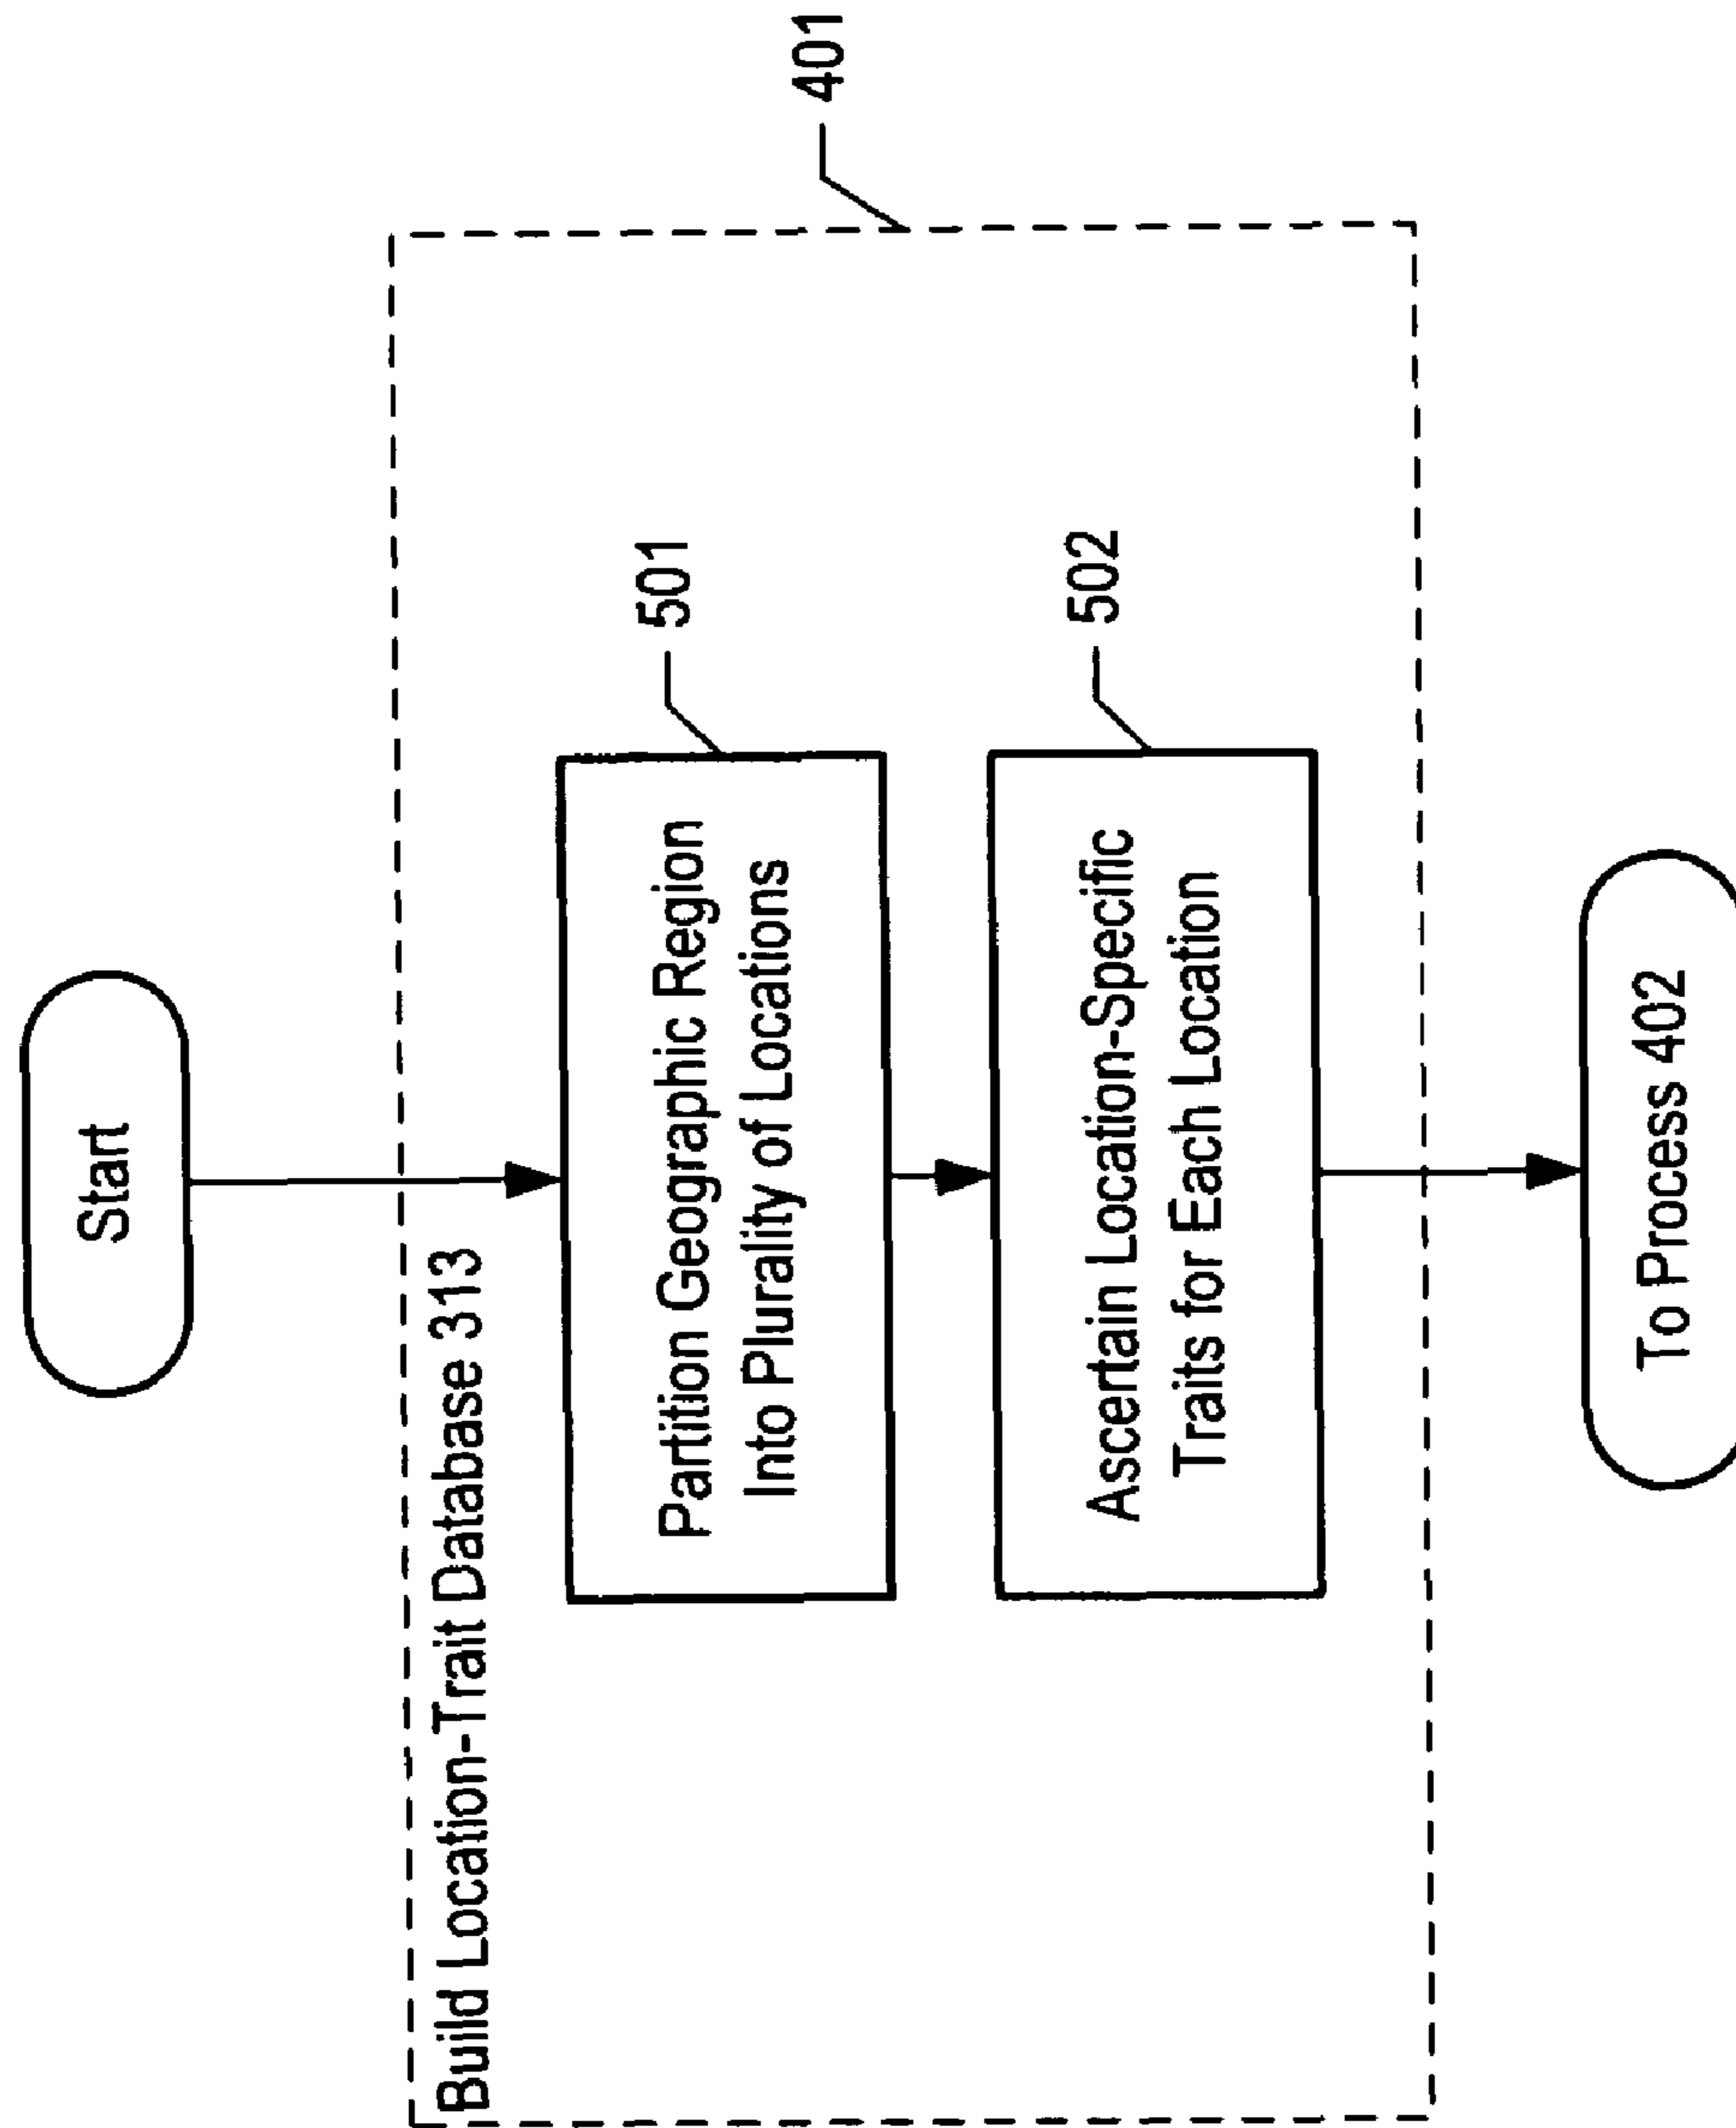 Start
401
Build Location-Trait Database 313
501
Partition Geographic Region
Into Plurality of Locations
502
Ascertain Location-Specific
Traits for Each Location
To Process 402